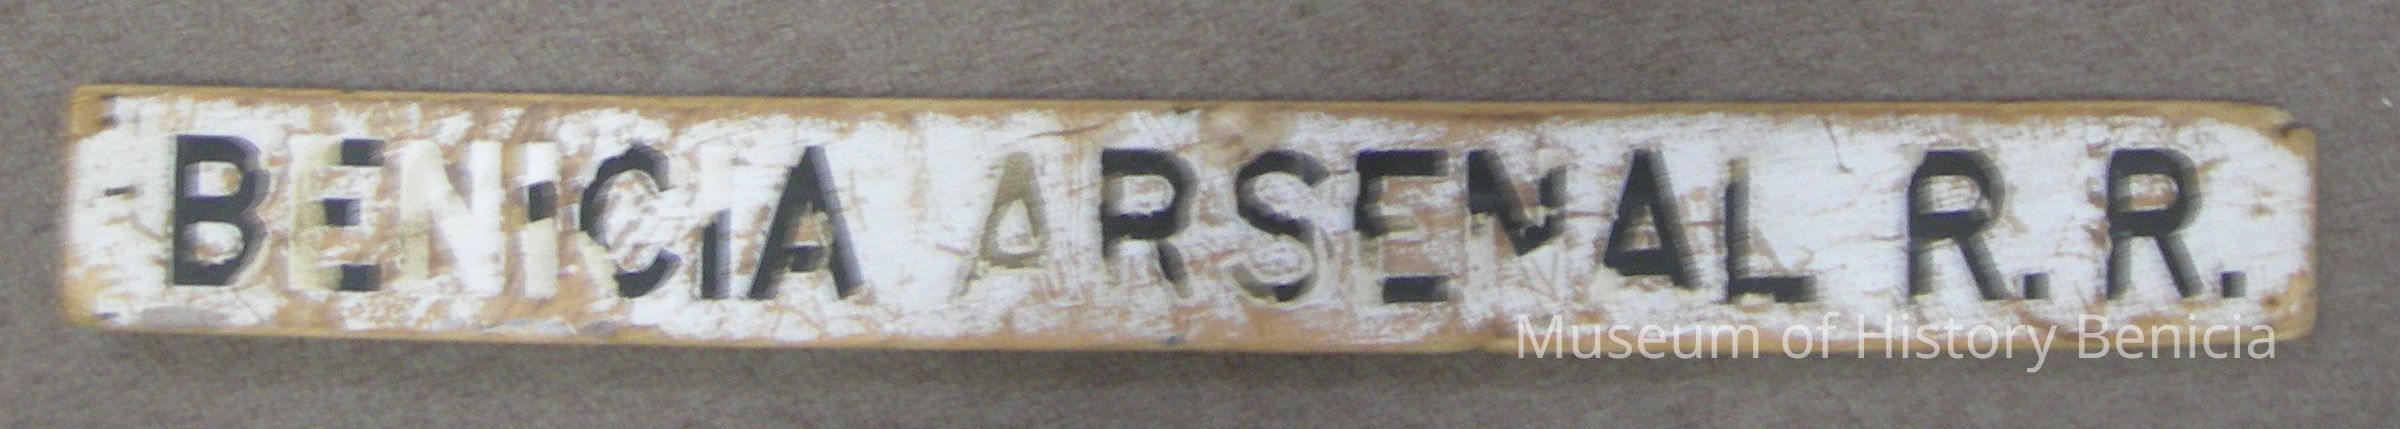 BENICIA ARSENAL R.R.
Museum of History Benicia